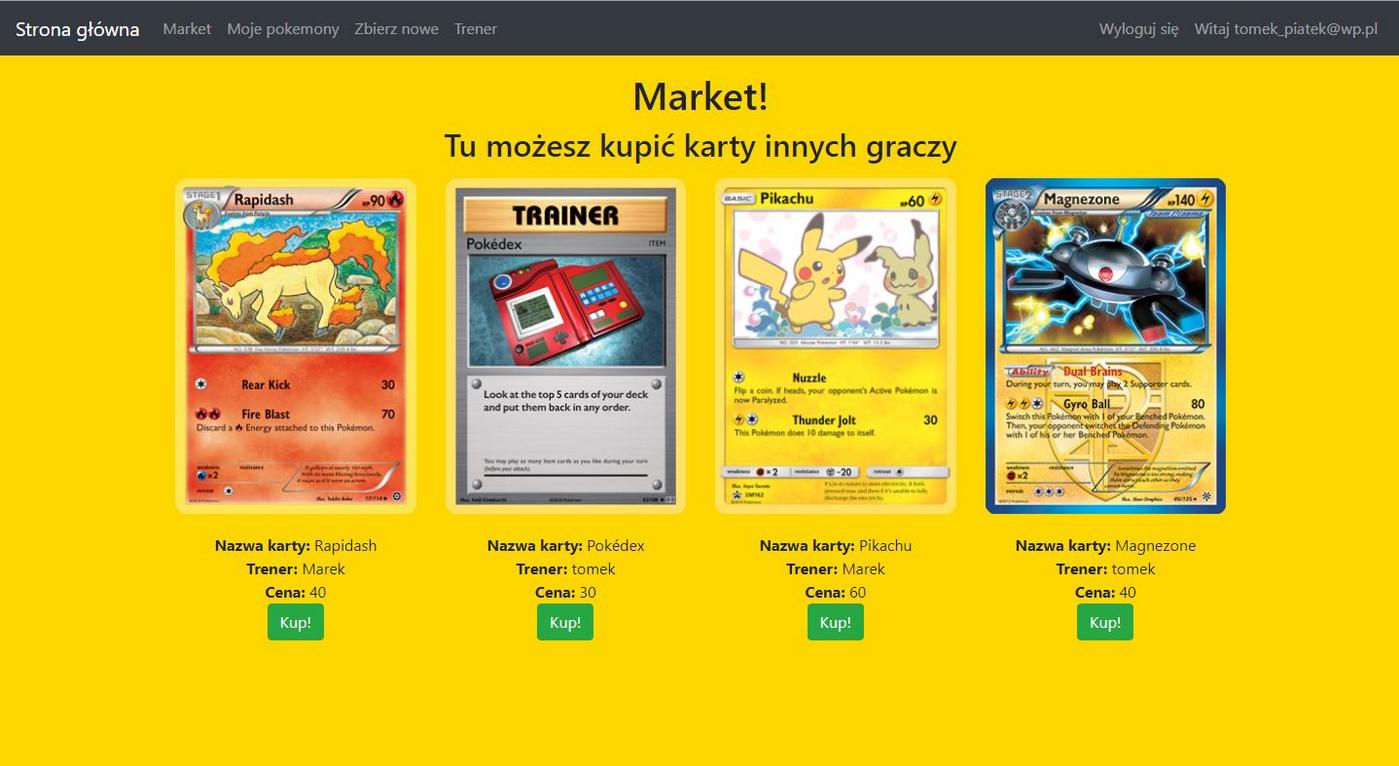 Strona główna Market Moje pokemony Zbierz nowe Trener Wyloguj się Witaj tomek_piatek@wp.pl
Market!
Tu możesz kupić karty innych graczy
STAGE1 Rapidash HP90
Rear Kick 30
Fire Blast 70
Discard a Energy attached to this Pokémon.
weakness resistance
×2
retreat
TRAINER
Pokédex ITEM
Look at the top 5 cards of your deck
and put them back in any order.
You may play as many Item cards as you like during your turn
(before your attack).
BASIC Pikachu HP60
Nuzzle
Flip a coin. If heads, your opponent's Active Pokémon is
now Paralyzed.
Thunder Jolt 30
This Pokémon does 10 damage to itself.
weakness ×2 resistance -20 retreat
SM162
STAGE2 Magnezone HP140
Team Plasma
Ability Dual Brains
During your turn, you may play 2 Supporter cards.
Gyro Ball 80
Switch this Pokémon with 1 of your Benched Pokémon.
Then, your opponent switches the Defending Pokémon
with 1 of his or her Benched Pokémon.
weakness resistance
×2
retreat
Nazwa karty: Rapidash
Trener: Marek
Cena: 40
Kup!
Nazwa karty: Pokédex
Trener: tomek
Cena: 30
Kup!
Nazwa karty: Pikachu
Trener: Marek
Cena: 60
Kup!
Nazwa karty: Magnezone
Trener: tomek
Cena: 40
Kup!